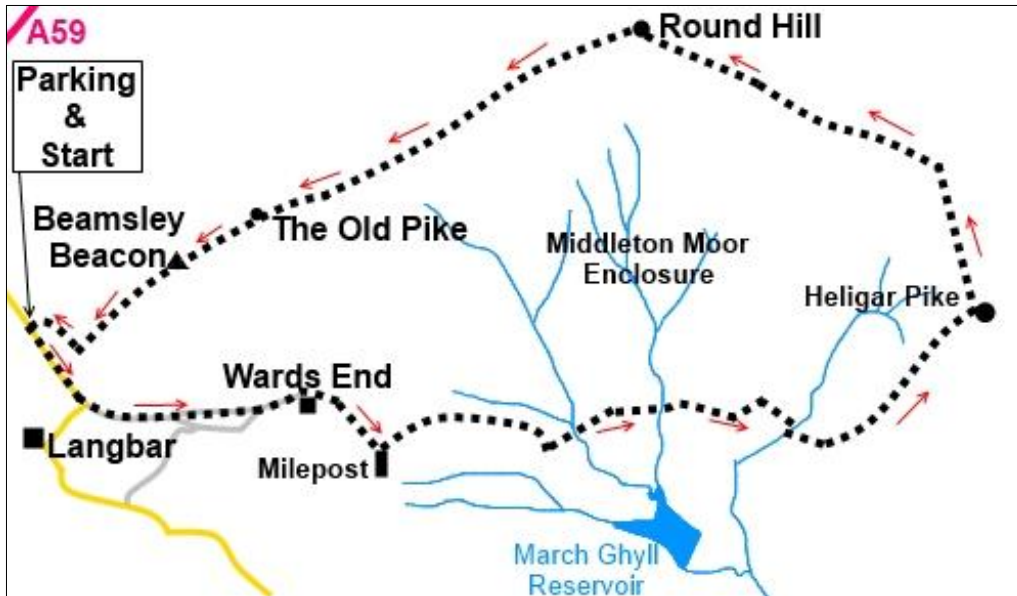 A59
Parking
&
Start
Round Hill
Beamsley
Beacon
The Old Pike
Middleton Moor
Enclosure
Heligar Pike
Wards End
Langbar
Milepost
March Ghyll
Reservoir